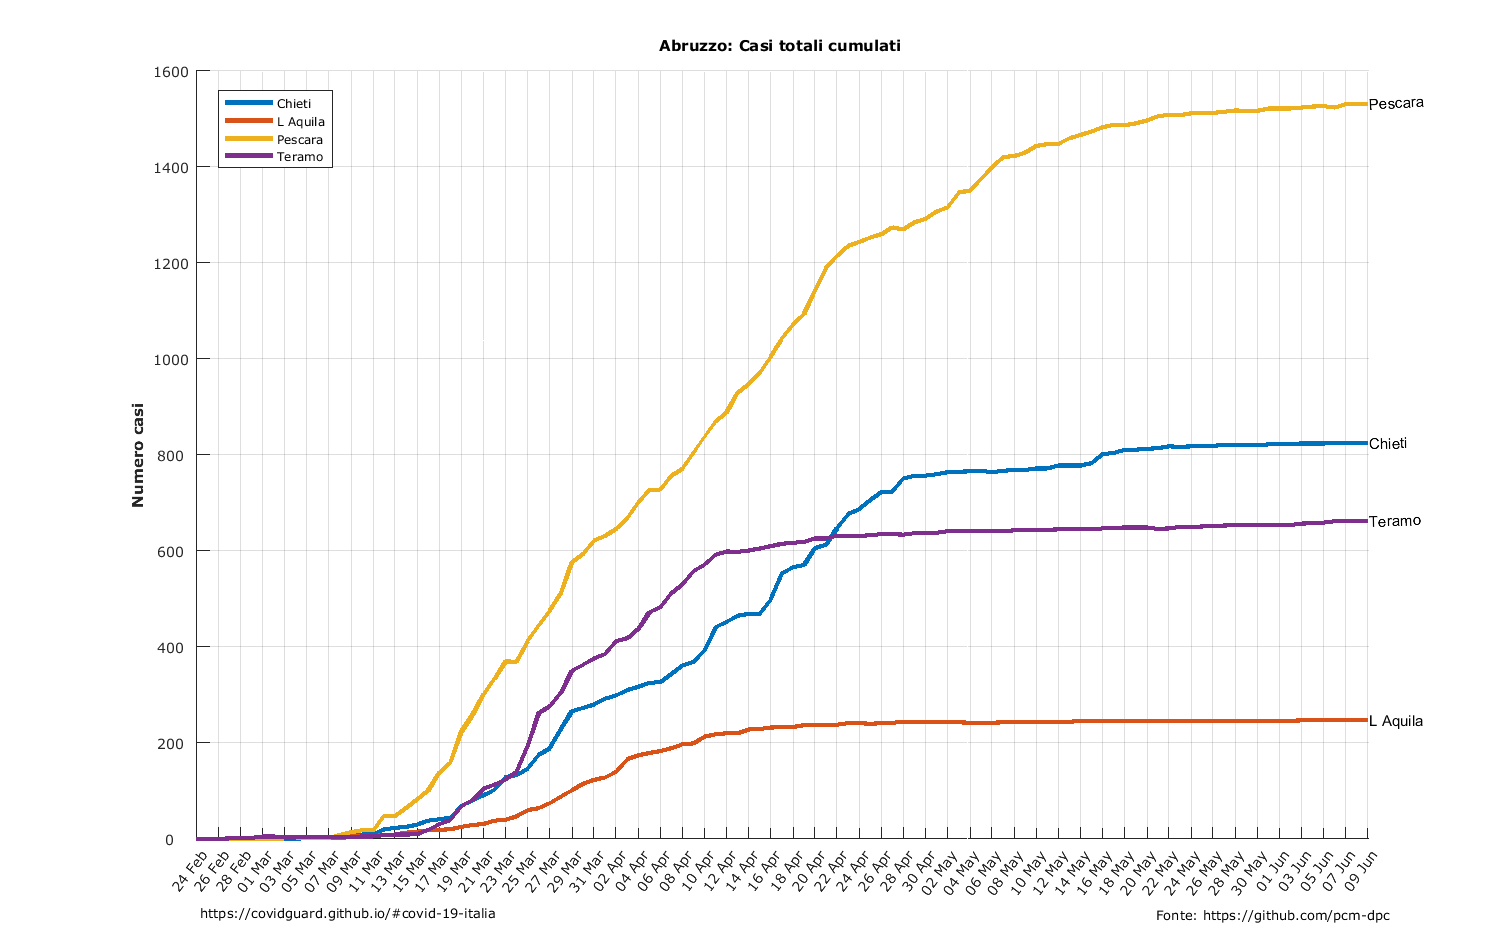 Abruzzo: Casi totali cumulati
1600
1400
1200
1000
800
600
400
200
0
Numero casi
Chieti
L Aquila
Pescara
Teramo
Pescara
Chieti
Teramo
L Aquila
24 Feb
26 Feb
28 Feb
01 Mar
03 Mar
05 Mar
07 Mar
09 Mar
11 Mar
13 Mar
15 Mar
17 Mar
19 Mar
21 Mar
23 Mar
25 Mar
27 Mar
29 Mar
31 Mar
02 Apr
04 Apr
06 Apr
08 Apr
10 Apr
12 Apr
14 Apr
16 Apr
18 Apr
20 Apr
22 Apr
24 Apr
26 Apr
28 Apr
30 Apr
02 May
04 May
06 May
08 May
10 May
12 May
14 May
16 May
18 May
20 May
22 May
24 May
26 May
28 May
30 May
01 Jun
03 Jun
05 Jun
07 Jun
09 Jun
https://covidguard.github.io/#covid-19-italia
Fonte: https://github.com/pcm-dpc